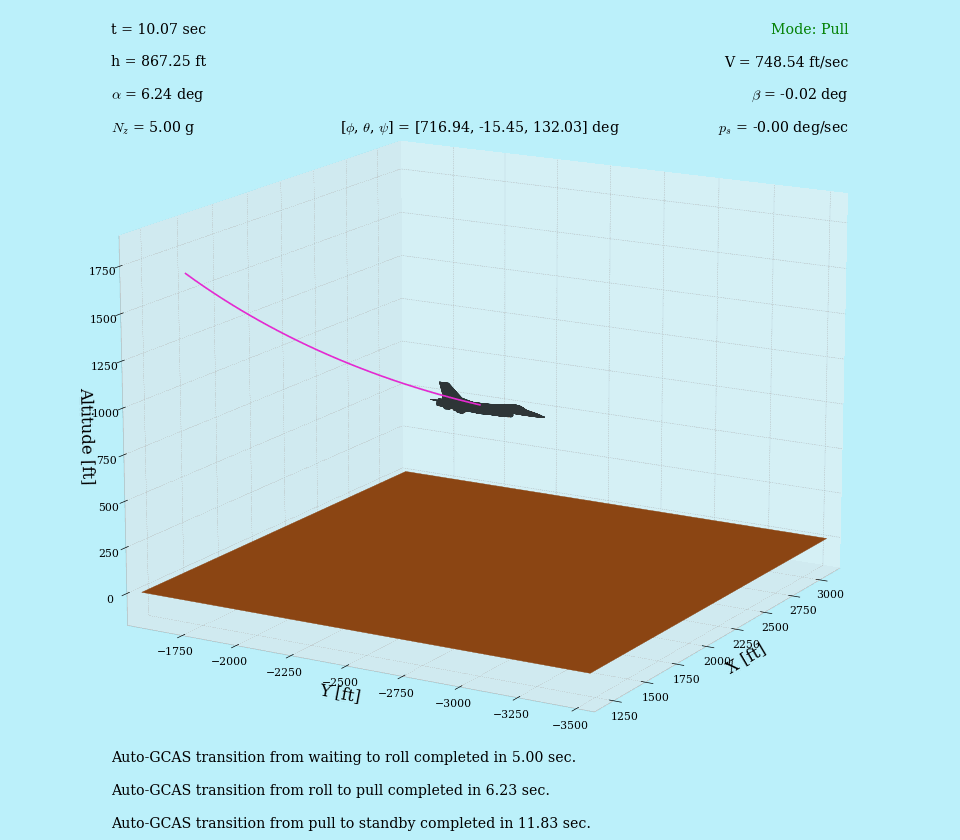 t = 10.07 sec
Mode: Pull
h = 867.25 ft
V = 748.54 ft/sec
α = 6.24 deg
β = -0.02 deg
N_z = 5.00 g
[ϕ, θ, ψ] = [716.94, -15.45, 132.03] deg
p_s = -0.00 deg/sec
1750
1500
1250
1000
750
500
250
0
Altitude [ft]
−1750
−2000
−2250
−2500
−2750
−3000
−3250
−3500
Y [ft]
1250
1500
1750
2000
2250
2500
2750
3000
X [ft]
Auto-GCAS transition from waiting to roll completed in 5.00 sec.
Auto-GCAS transition from roll to pull completed in 6.23 sec.
Auto-GCAS transition from pull to standby completed in 11.83 sec.